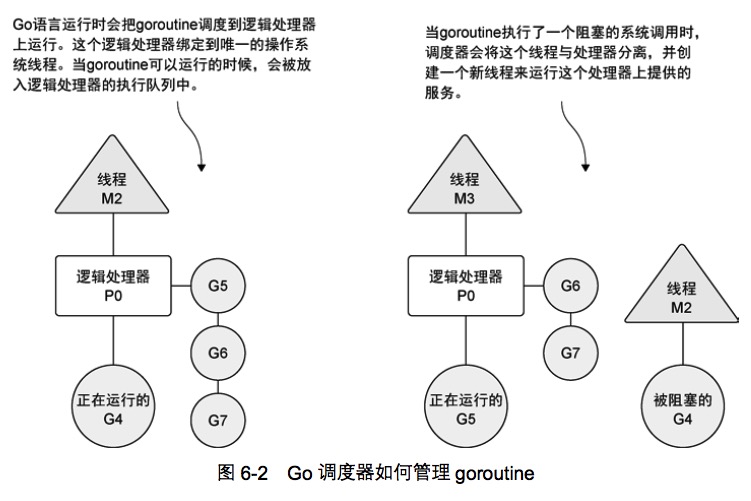 Go语言运行时会把goroutine调度到逻辑处理器
上运行。这个逻辑处理器绑定到唯一的操作系
统线程。当goroutine可以运行的时候，会被放
入逻辑处理器的执行队列中。
当goroutine执行了一个阻塞的系统调用时，
调度器会将这个线程与处理器分离，并创
建一个新线程来运行这个处理器上提供的
服务。
线程
M2
逻辑处理器
P0
G5
G6
G7
正在运行的
G4
线程
M3
逻辑处理器
P0
G6
G7
正在运行的
G5
线程
M2
被阻塞的
G4
图 6-2 Go 调度器如何管理 goroutine